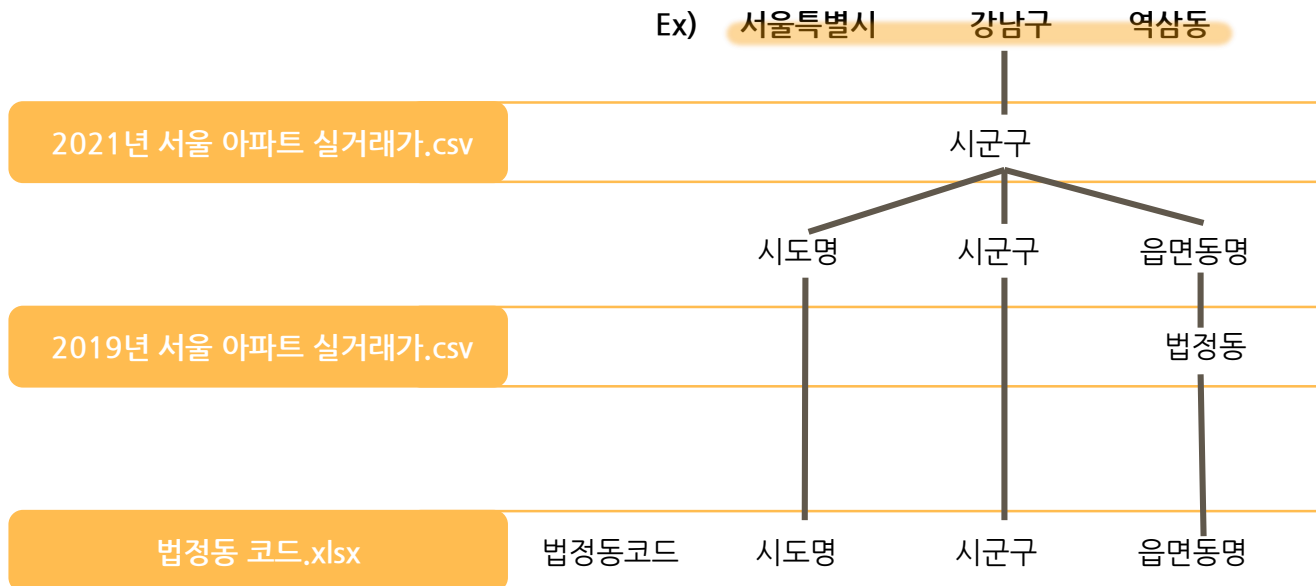 Ex) 서울특별시 강남구 역삼동
2021년 서울 아파트 실거래가.csv 시군구
시도명 시군구 읍면동명
2019년 서울 아파트 실거래가.csv 법정동
법정동 코드.xlsx 법정동코드 시도명 시군구 읍면동명